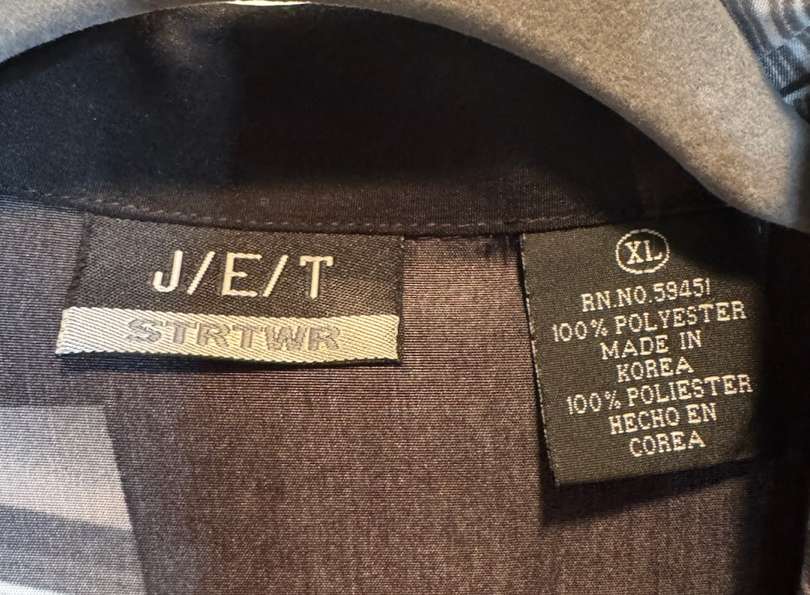 J/E/T
STRTWR
XL
RN.NO.59451
100% POLYESTER
MADE IN
KOREA
100% POLIESTER
HECHO EN
COREA